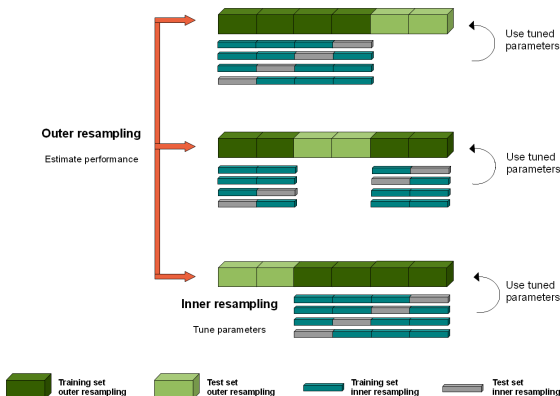 Use tuned
parameters
Outer resampling
Estimate performance
Use tuned
parameters
Use tuned
parameters
Inner resampling
Tune parameters
Training set
outer resampling
Test set
outer resampling
Training set
inner resampling
Test set
inner resampling